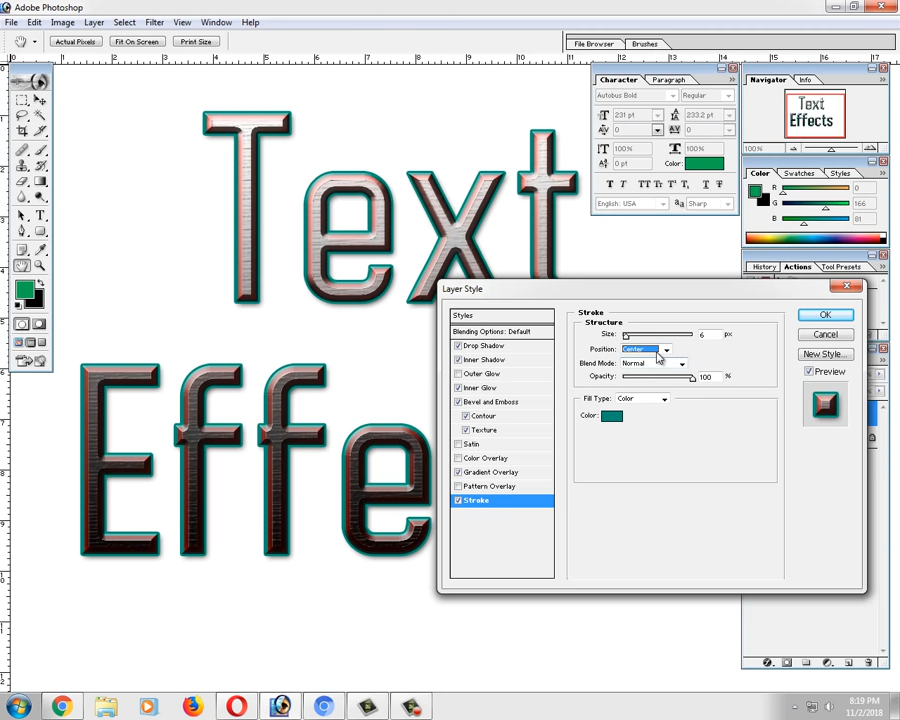 Adobe Photoshop
File Edit Image Layer Select Filter View Window Help
Actual Pixels Fit On Screen Print Size
File Browser Brushes
Character Paragraph
Autobus Bold Regular
231 pt 233.2 pt
0 0
100% 100%
0 pt Color:
English: USA Sharp
Navigator Info
Text
Effects
100%
Color Swatches Styles
R 0
G 166
B 81
History Actions Tool Presets
Text
Effe
Layer Style
Styles
Blending Options: Default
Drop Shadow
Inner Shadow
Outer Glow
Inner Glow
Bevel and Emboss
Contour
Texture
Satin
Color Overlay
Gradient Overlay
Pattern Overlay
Stroke
Stroke
Structure
Size: 6 px
Position: Center
Blend Mode: Normal
Opacity: 100 %
Fill Type: Color
Color:
OK
Cancel
New Style...
Preview
8:19 PM
11/2/2018